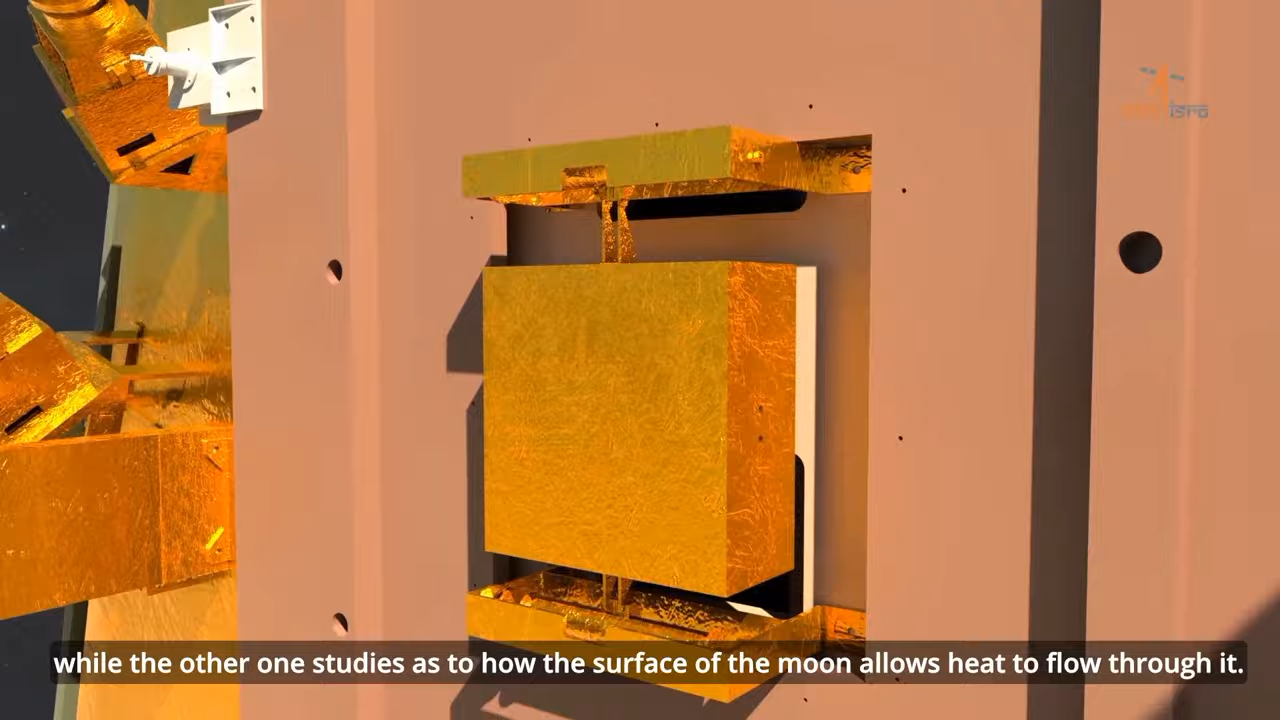 isro
while the other one studies as to how the surface of the moon allows heat to flow through it.